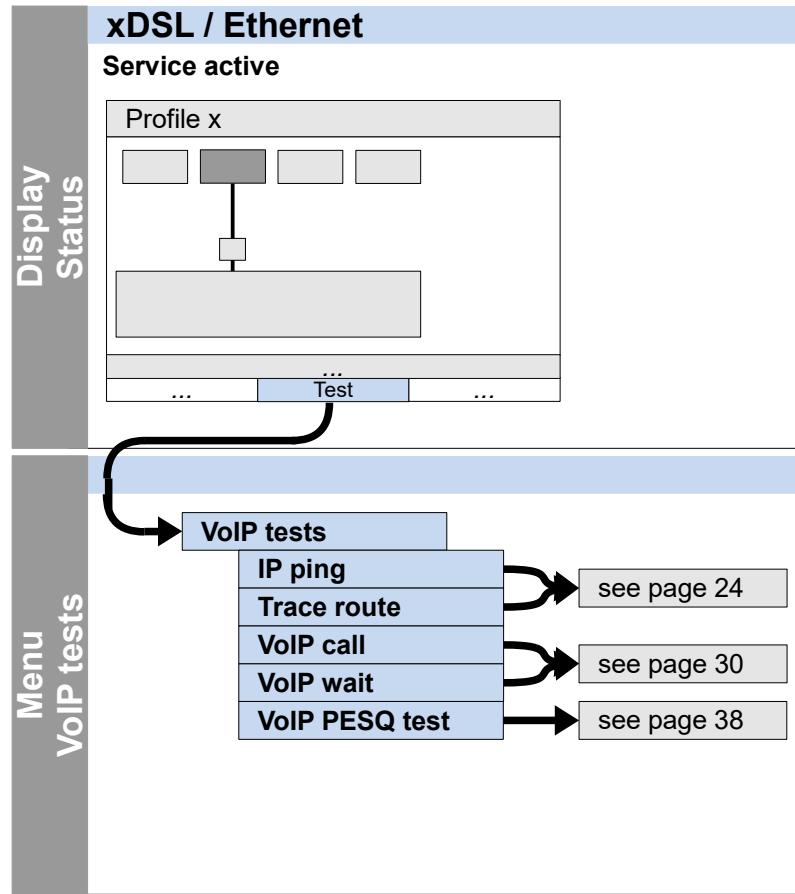 xDSL / Ethernet
Service active
Display
Status
Profile x
...
...
Test
...
Menu
VoIP tests
VoIP tests
IP ping
Trace route
see page 24
VoIP call
VoIP wait
see page 30
VoIP PESQ test
see page 38